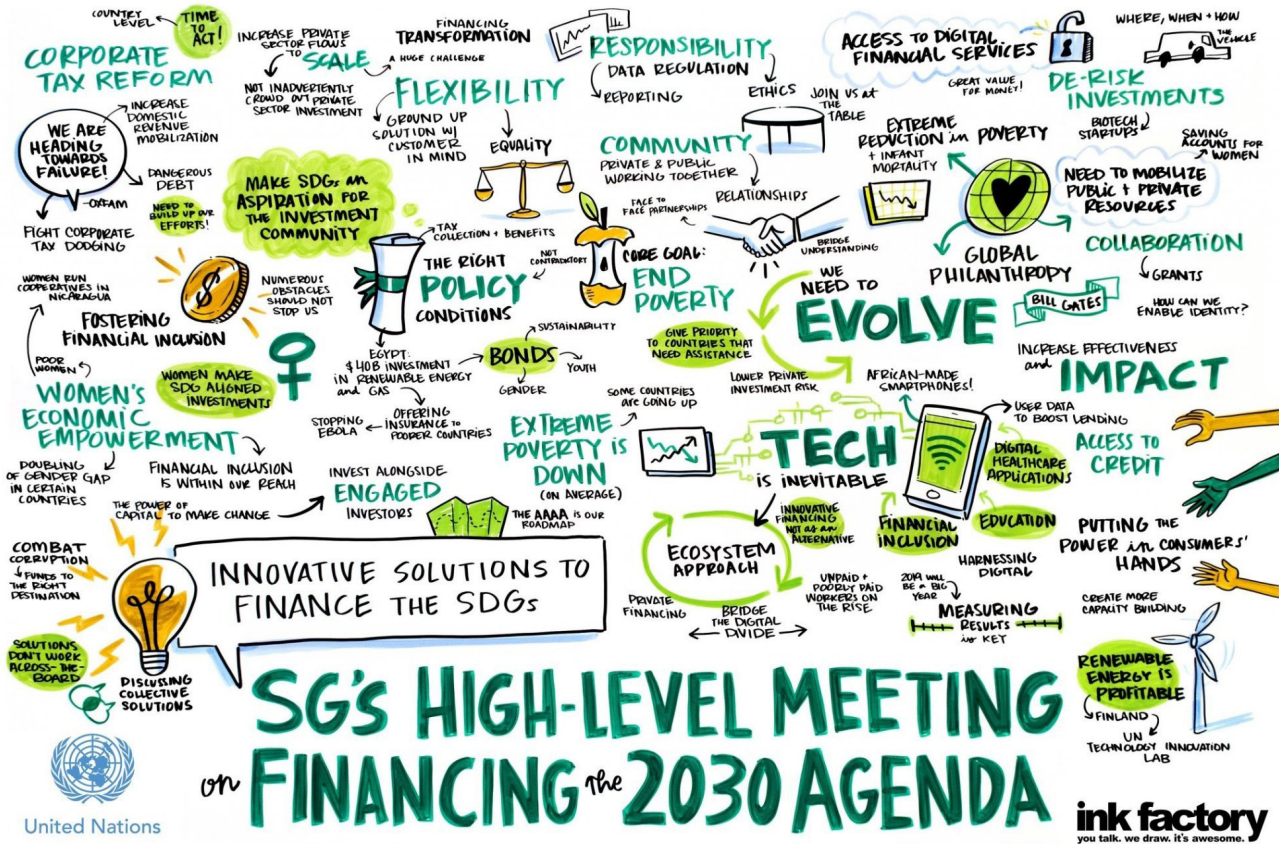 COUNTRY
LEVEL
TIME
TO
ACT!
CORPORATE
TAX REFORM
INCREASE
DOMESTIC
REVENUE
MOBILIZATION
WE ARE
HEADING
TOWARDS
FAILURE!
-OXFAM
DANGEROUS
DEBT
NEED TO
BUILD UP OUR
EFFORTS!
FIGHT CORPORATE
TAX DODGING
INCREASE PRIVATE
SECTOR FLOWS
TO SCALE
A HUGE CHALLENGE
NOT INADVERTENTLY
CROWD OUT PRIVATE
SECTOR INVESTMENT
FINANCING
TRANSFORMATION
FLEXIBILITY
GROUND UP
SOLUTION W/
CUSTOMER
IN MIND
EQUALITY
MAKE SDGs an
ASPIRATION FOR
THE INVESTMENT
COMMUNITY
RESPONSIBILITY
DATA REGULATION
REPORTING
ETHICS
JOIN US at
THE
TABLE
COMMUNITY
PRIVATE & PUBLIC
WORKING TOGETHER
RELATIONSHIPS
FACE TO
FACE PARTNERSHIPS
BRIDGE
UNDERSTANDING
ACCESS TO DIGITAL
FINANCIAL SERVICES
GREAT VALUE
FOR MONEY!
WHERE, WHEN + HOW
THE
VEHICLE
DE-RISK
INVESTMENTS
BIOTECH
STARTUPS
SAVING
ACCOUNTS FOR
WOMEN
EXTREME
REDUCTION in POVERTY
+ INFANT
MORTALITY
NEED TO MOBILIZE
PUBLIC + PRIVATE
RESOURCES
GLOBAL
PHILANTHROPY
COLLABORATION
GRANTS
BILL GATES
HOW CAN WE
ENABLE IDENTITY?
WOMEN RUN
COOPERATIVES IN
NICARAGUA
$
FOSTERING
FINANCIAL INCLUSION
NUMEROUS
OBSTACLES
SHOULD NOT
STOP US
POOR
WOMEN
WOMEN'S
ECONOMIC
EMPOWERMENT
WOMEN MAKE
SDG ALIGNED
INVESTMENTS
DOUBLING
OF GENDER GAP
IN CERTAIN
COUNTRIES
FINANCIAL INCLUSION
IS WITHIN OUR REACH
TAX
COLLECTION + BENEFITS
THE RIGHT
POLICY
CONDITIONS
NOT
CONTRADICTORY
CORE GOAL:
END
POVERTY
EGYPT:
$40B INVESTMENT
IN RENEWABLE ENERGY
and GAS
BONDS
SUSTAINABILITY
YOUTH
GENDER
OFFERING
INSURANCE TO
POORER COUNTRIES
STOPPING
EBOLA
WE
NEED TO
EVOLVE
GIVE PRIORITY
TO COUNTRIES THAT
NEED ASSISTANCE
LOWER PRIVATE
INVESTMENT RISK
INCREASE EFFECTIVENESS
and IMPACT
SOME COUNTRIES
are GOING UP
EXTREME
POVERTY IS
DOWN
(ON AVERAGE)
INVEST ALONGSIDE
ENGAGED
INVESTORS
THE POWER OF
CAPITAL TO MAKE CHANGE
THE AAAA IS OUR
ROADMAP
TECH
IS INEVITABLE
AFRICAN-MADE
SMARTPHONES!
USER DATA
TO BOOST LENDING
DIGITAL
HEALTHCARE
APPLICATIONS
EDUCATION
FINANCIAL
INCLUSION
HARNESSING
DIGITAL
INNOVATIVE
FINANCING
NOT as an
ALTERNATIVE
ECOSYSTEM
APPROACH
PRIVATE
FINANCING
BRIDGE
THE DIGITAL
DIVIDE
UNPAID +
POORLY PAID
WORKERS ON
THE RISE
2019 WILL
BE a BIG
YEAR
MEASURING
RESULTS
is KEY
ACCESS TO
CREDIT
PUTTING THE
POWER in CONSUMERS'
HANDS
CREATE MORE
CAPACITY BUILDING
RENEWABLE
ENERGY IS
PROFITABLE
FINLAND
UN
TECHNOLOGY INNOVATION
LAB
COMBAT
CORRUPTION
FUNDS TO
THE RIGHT
DESTINATION
SOLUTIONS
DON'T WORK
ACROSS-THE-
BOARD
DISCUSSING
COLLECTIVE
SOLUTIONS
INNOVATIVE SOLUTIONS TO
FINANCE THE SDGs
SG'S HIGH-LEVEL MEETING
on FINANCING the 2030 AGENDA
United Nations
ink factory
you talk. we draw. it's awesome.